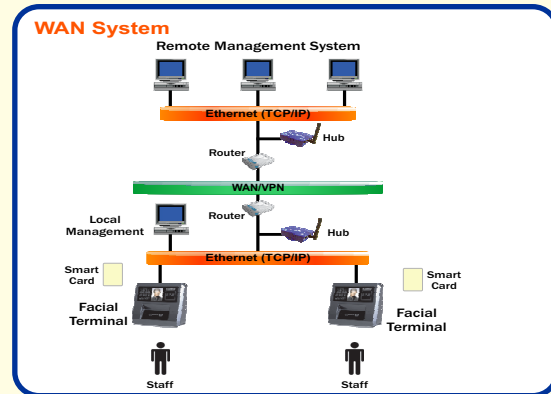 WAN System
Remote Management System
Ethernet (TCP/IP)
Hub
Router
WAN/VPN
Router
Local
Management
Hub
Ethernet (TCP/IP)
Smart
Card
Smart
Card
Facial
Terminal
Facial
Terminal
Staff
Staff